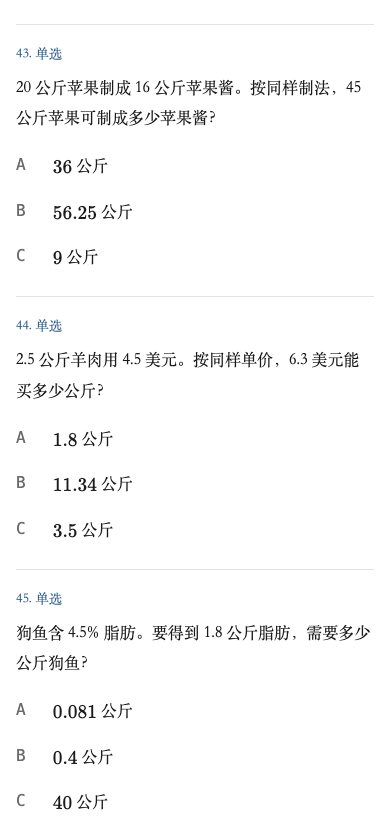 43. 单选
20 公斤苹果制成 16 公斤苹果酱。按同样制法，45
公斤苹果可制成多少苹果酱？
A 36 公斤
B 56.25 公斤
C 9 公斤
44. 单选
2.5 公斤羊肉用 4.5 美元。按同样单价，6.3 美元能
买多少公斤？
A 1.8 公斤
B 11.34 公斤
C 3.5 公斤
45. 单选
狗鱼含 4.5% 脂肪。要得到 1.8 公斤脂肪，需要多少
公斤狗鱼？
A 0.081 公斤
B 0.4 公斤
C 40 公斤